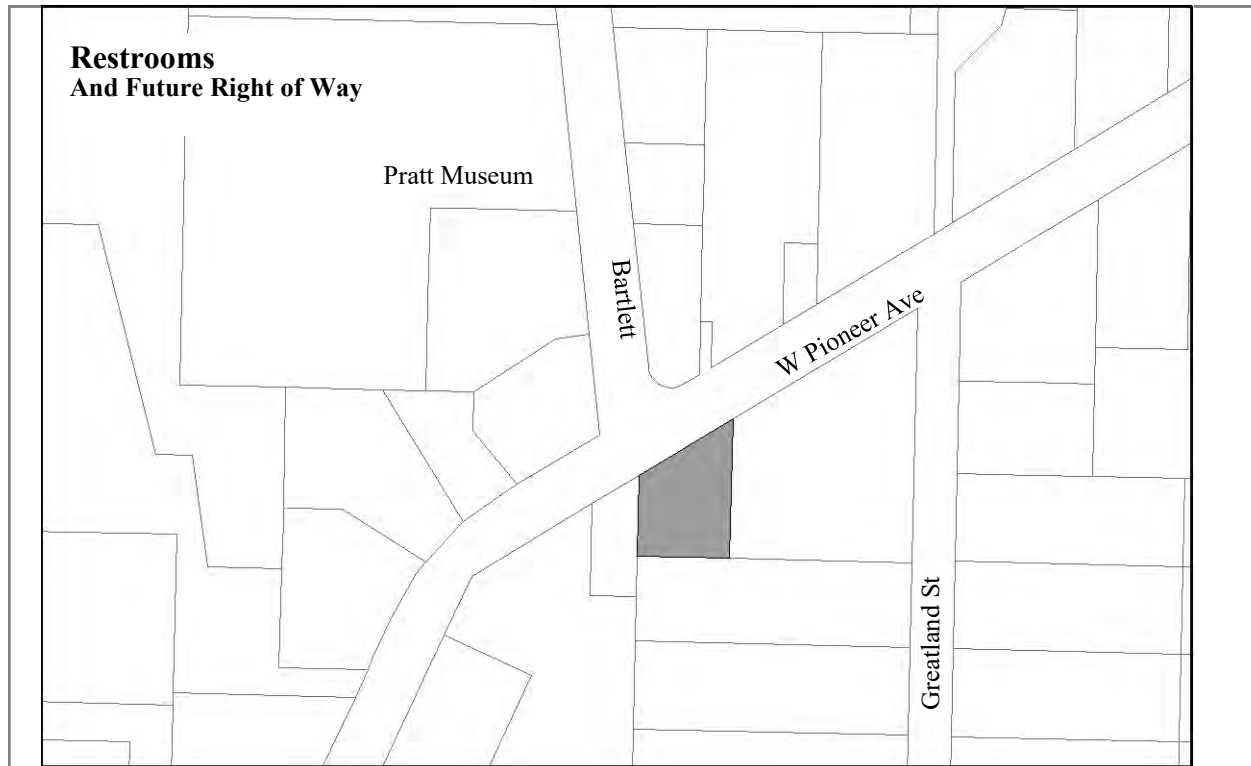 Restrooms
And Future Right of Way
Pratt Museum
Bartlett
W Pioneer Ave
Greatland St